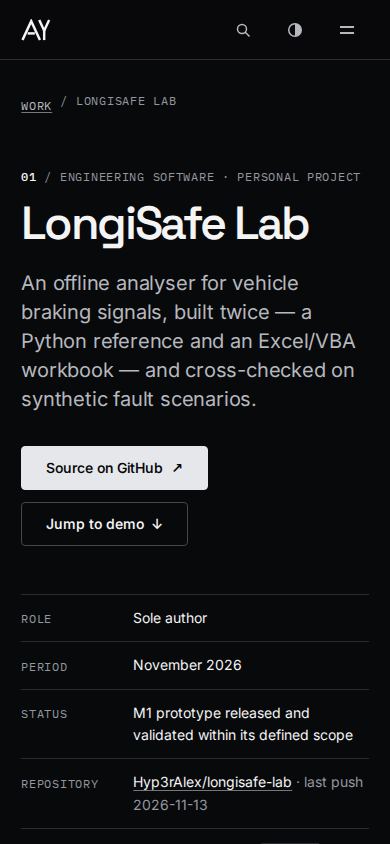 AY
WORK / LONGISAFE LAB
01 / ENGINEERING SOFTWARE · PERSONAL PROJECT
LongiSafe Lab
An offline analyser for vehicle
braking signals, built twice — a
Python reference and an Excel/VBA
workbook — and cross-checked on
synthetic fault scenarios.
Source on GitHub ↗
Jump to demo ↓
ROLE Sole author
PERIOD November 2026
STATUS M1 prototype released and
validated within its defined scope
REPOSITORY Hyp3rAlex/longisafe-lab · last push
2026-11-13